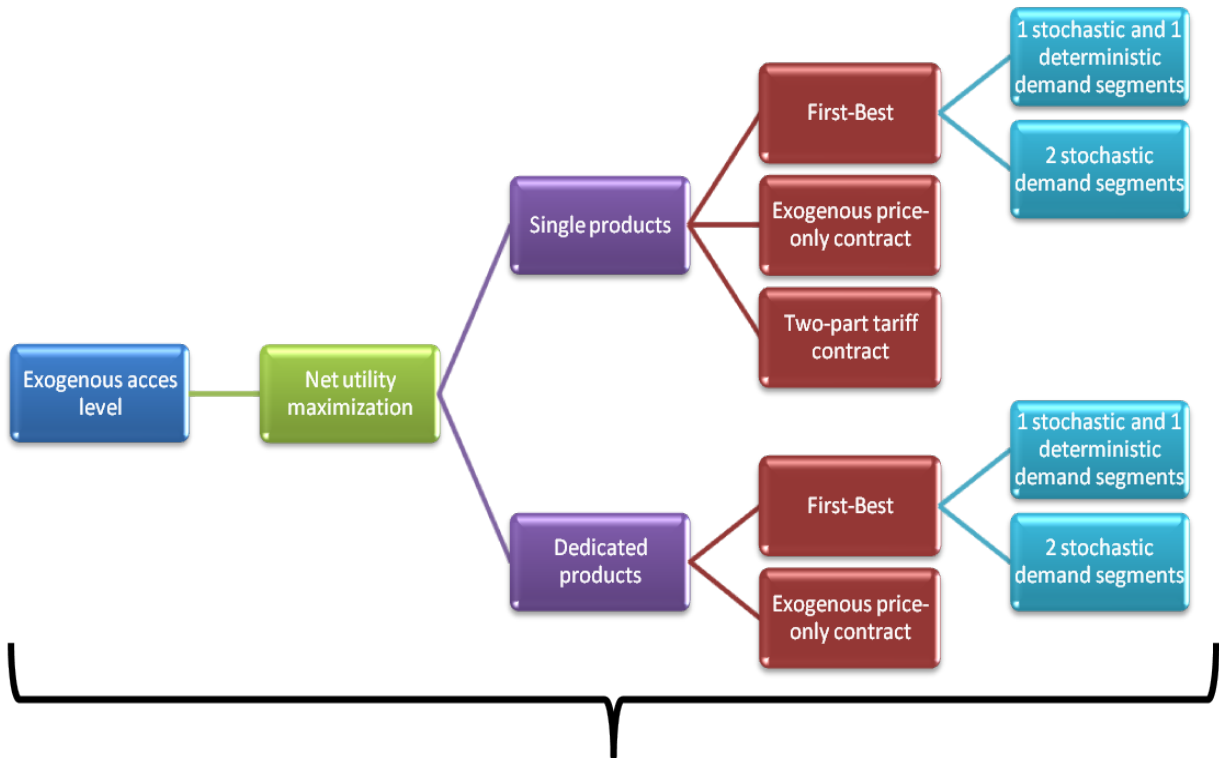 Exogenous acces
level
Net utility
maximization
Single products
First-Best
1 stochastic and 1
deterministic
demand segments
2 stochastic
demand segments
Exogenous price-
only contract
Two-part tariff
contract
Dedicated
products
First-Best
1 stochastic and 1
deterministic
demand segments
2 stochastic
demand segments
Exogenous price-
only contract